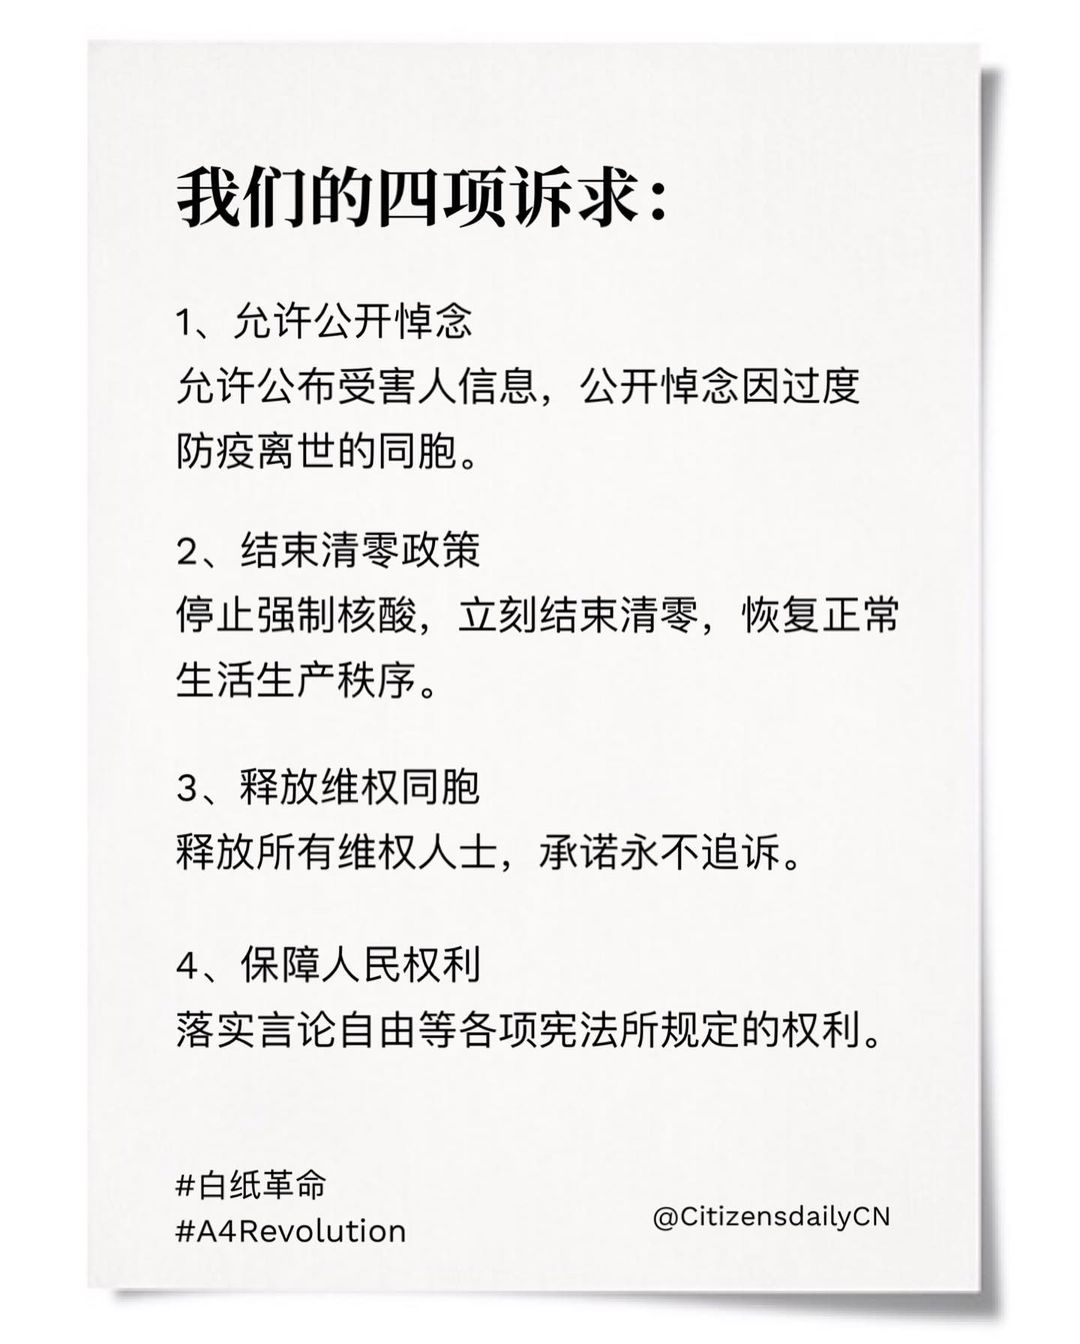 我们的四项诉求：
1、允许公开悼念
允许公布受害人信息，公开悼念因过度
防疫离世的同胞。
2、结束清零政策
停止强制核酸，立刻结束清零，恢复正常
生活生产秩序。
3、释放维权同胞
释放所有维权人士，承诺永不追诉。
4、保障人民权利
落实言论自由等各项宪法所规定的权利。
#白纸革命
#A4Revolution
@CitizensdailyCN